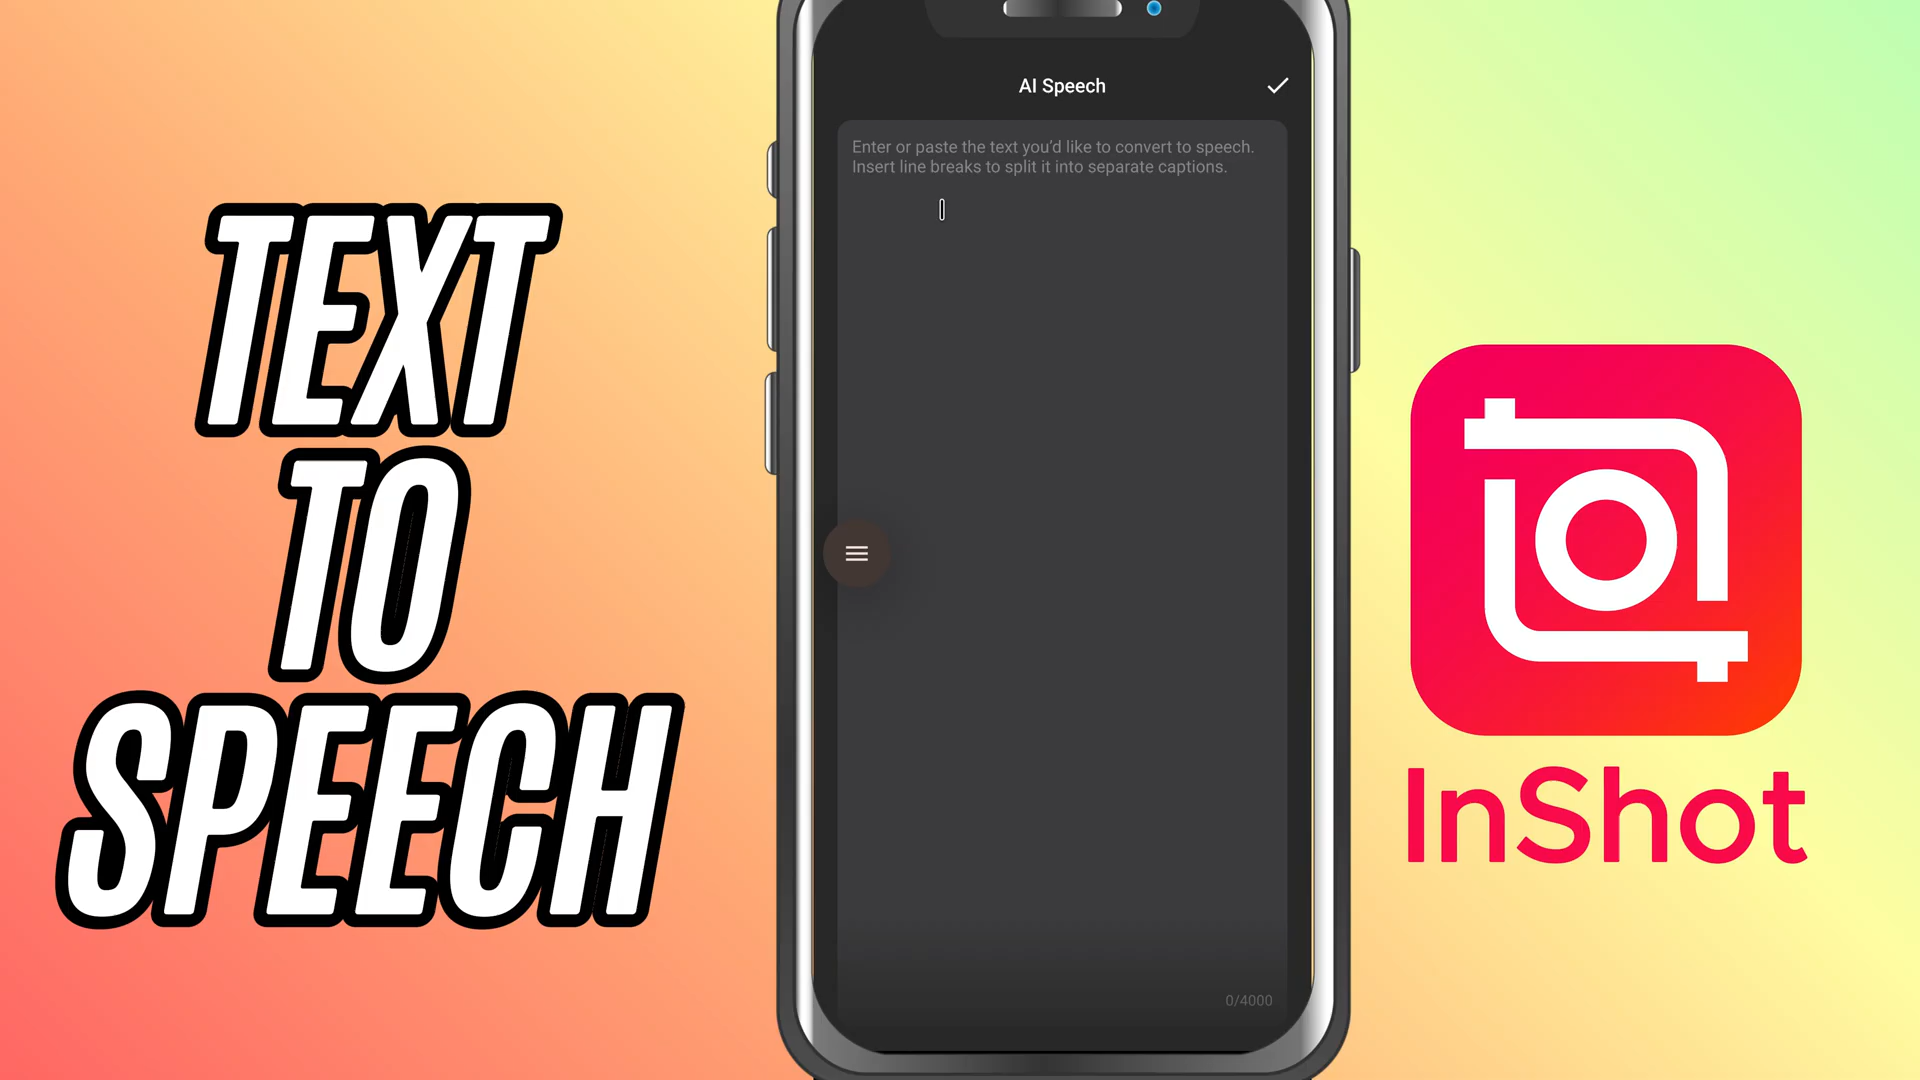 TEXT
TO
SPEECH
AI Speech
Enter or paste the text you’d like to convert to speech.
Insert line breaks to split it into separate captions.
0/4000
InShot